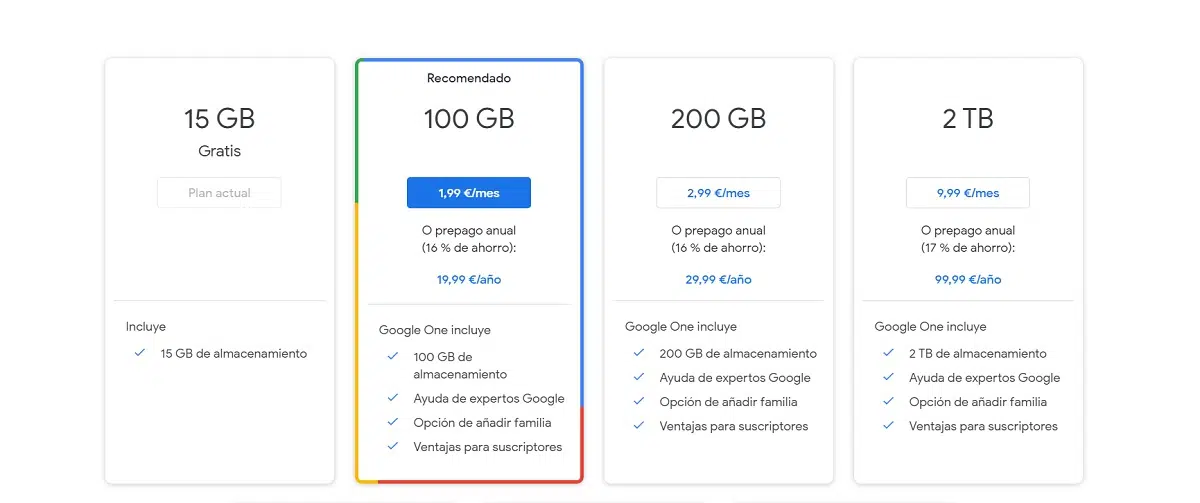 15 GB
Gratis
Plan actual
Incluye
15 GB de almacenamiento
Recomendado
100 GB
1,99 €/mes
O prepago anual
(16 % de ahorro):
19,99 €/año
Google One incluye
100 GB de
almacenamiento
Ayuda de expertos Google
Opción de añadir familia
Ventajas para suscriptores
200 GB
2,99 €/mes
O prepago anual
(16 % de ahorro):
29,99 €/año
Google One incluye
200 GB de almacenamiento
Ayuda de expertos Google
Opción de añadir familia
Ventajas para suscriptores
2 TB
9,99 €/mes
O prepago anual
(17 % de ahorro):
99,99 €/año
Google One incluye
2 TB de almacenamiento
Ayuda de expertos Google
Opción de añadir familia
Ventajas para suscriptores